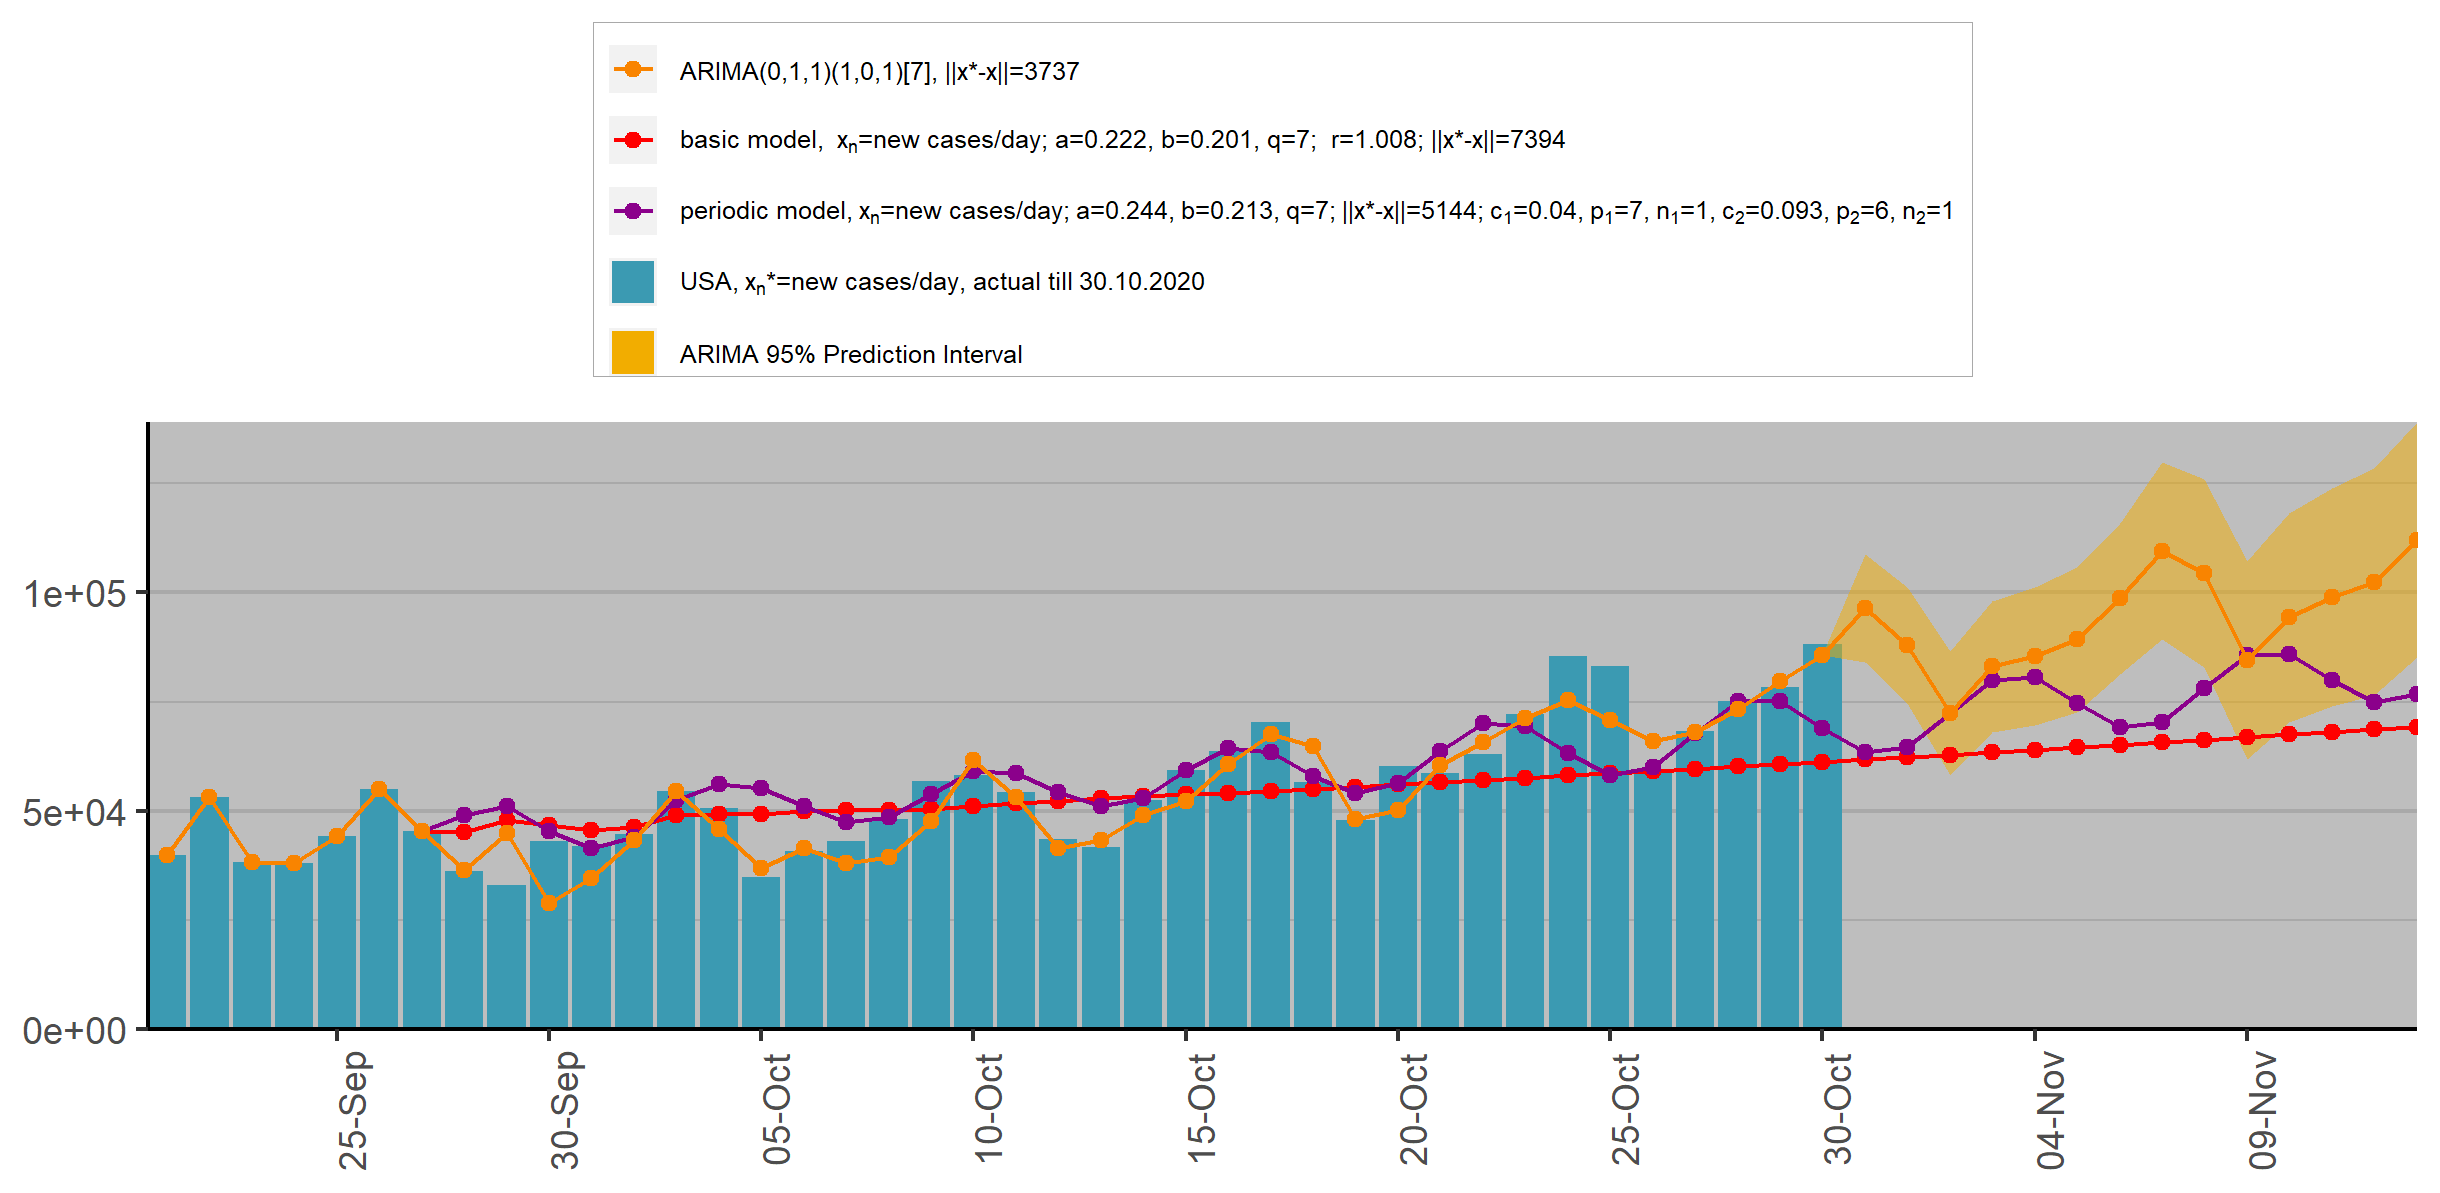 ARIMA(0,1,1)(1,0,1)[7], ||x*-x||=3737
basic model,  xₙ=new cases/day; a=0.222, b=0.201, q=7;  r=1.008; ||x*-x||=7394
periodic model, xₙ=new cases/day; a=0.244, b=0.213, q=7; ||x*-x||=5144; c₁=0.04, p₁=7, n₁=1, c₂=0.093, p₂=6, n₂=1
USA, xₙ*=new cases/day, actual till 30.10.2020
ARIMA 95% Prediction Interval
1e+05
5e+04
0e+00
25-Sep
30-Sep
05-Oct
10-Oct
15-Oct
20-Oct
25-Oct
30-Oct
04-Nov
09-Nov